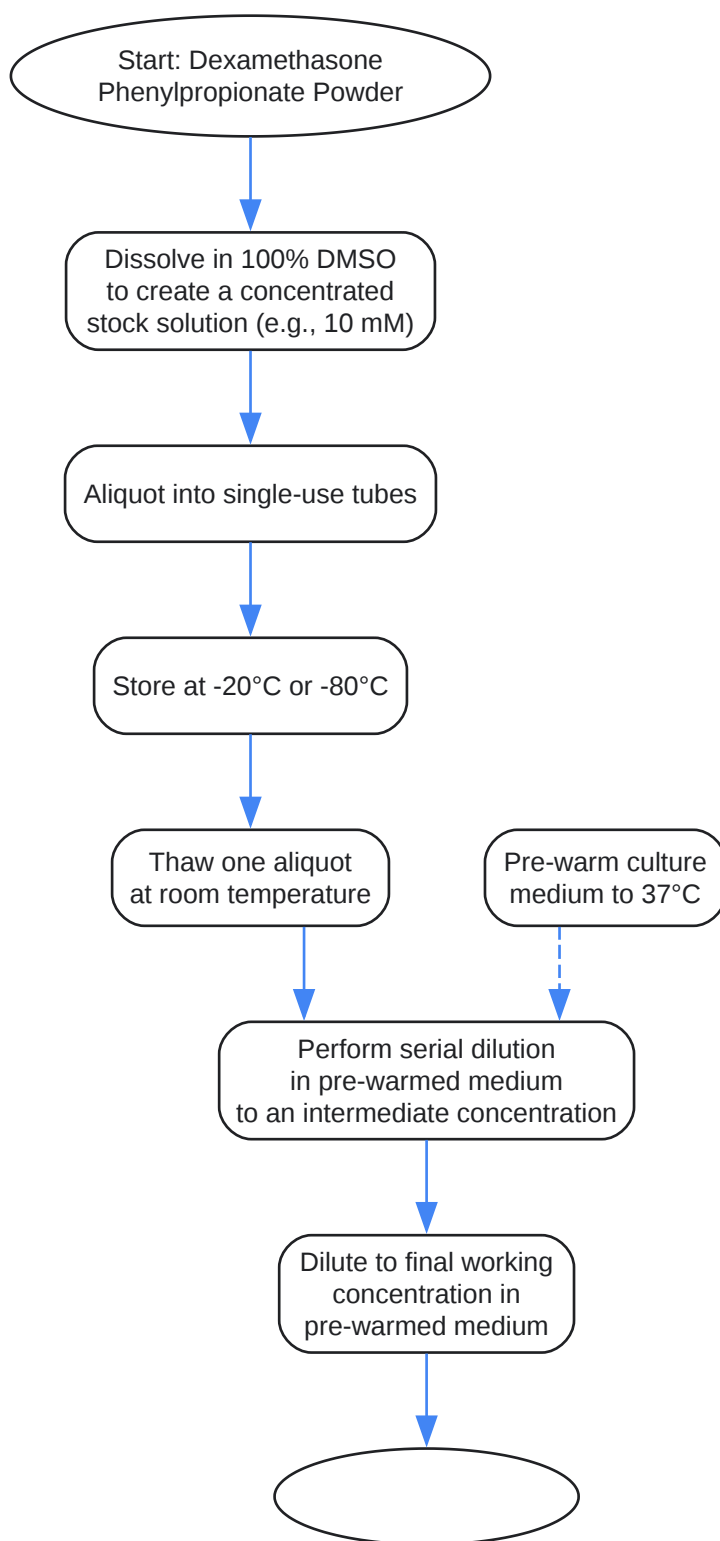 Start: Dexamethasone
Phenylpropionate Powder
Dissolve in 100% DMSO
to create a concentrated
stock solution (e.g., 10 mM)
Aliquot into single-use tubes
Store at -20°C or -80°C
Thaw one aliquot
at room temperature
Pre-warm culture
medium to 37°C
Perform serial dilution
in pre-warmed medium
to an intermediate concentration
Dilute to final working
concentration in
pre-warmed medium